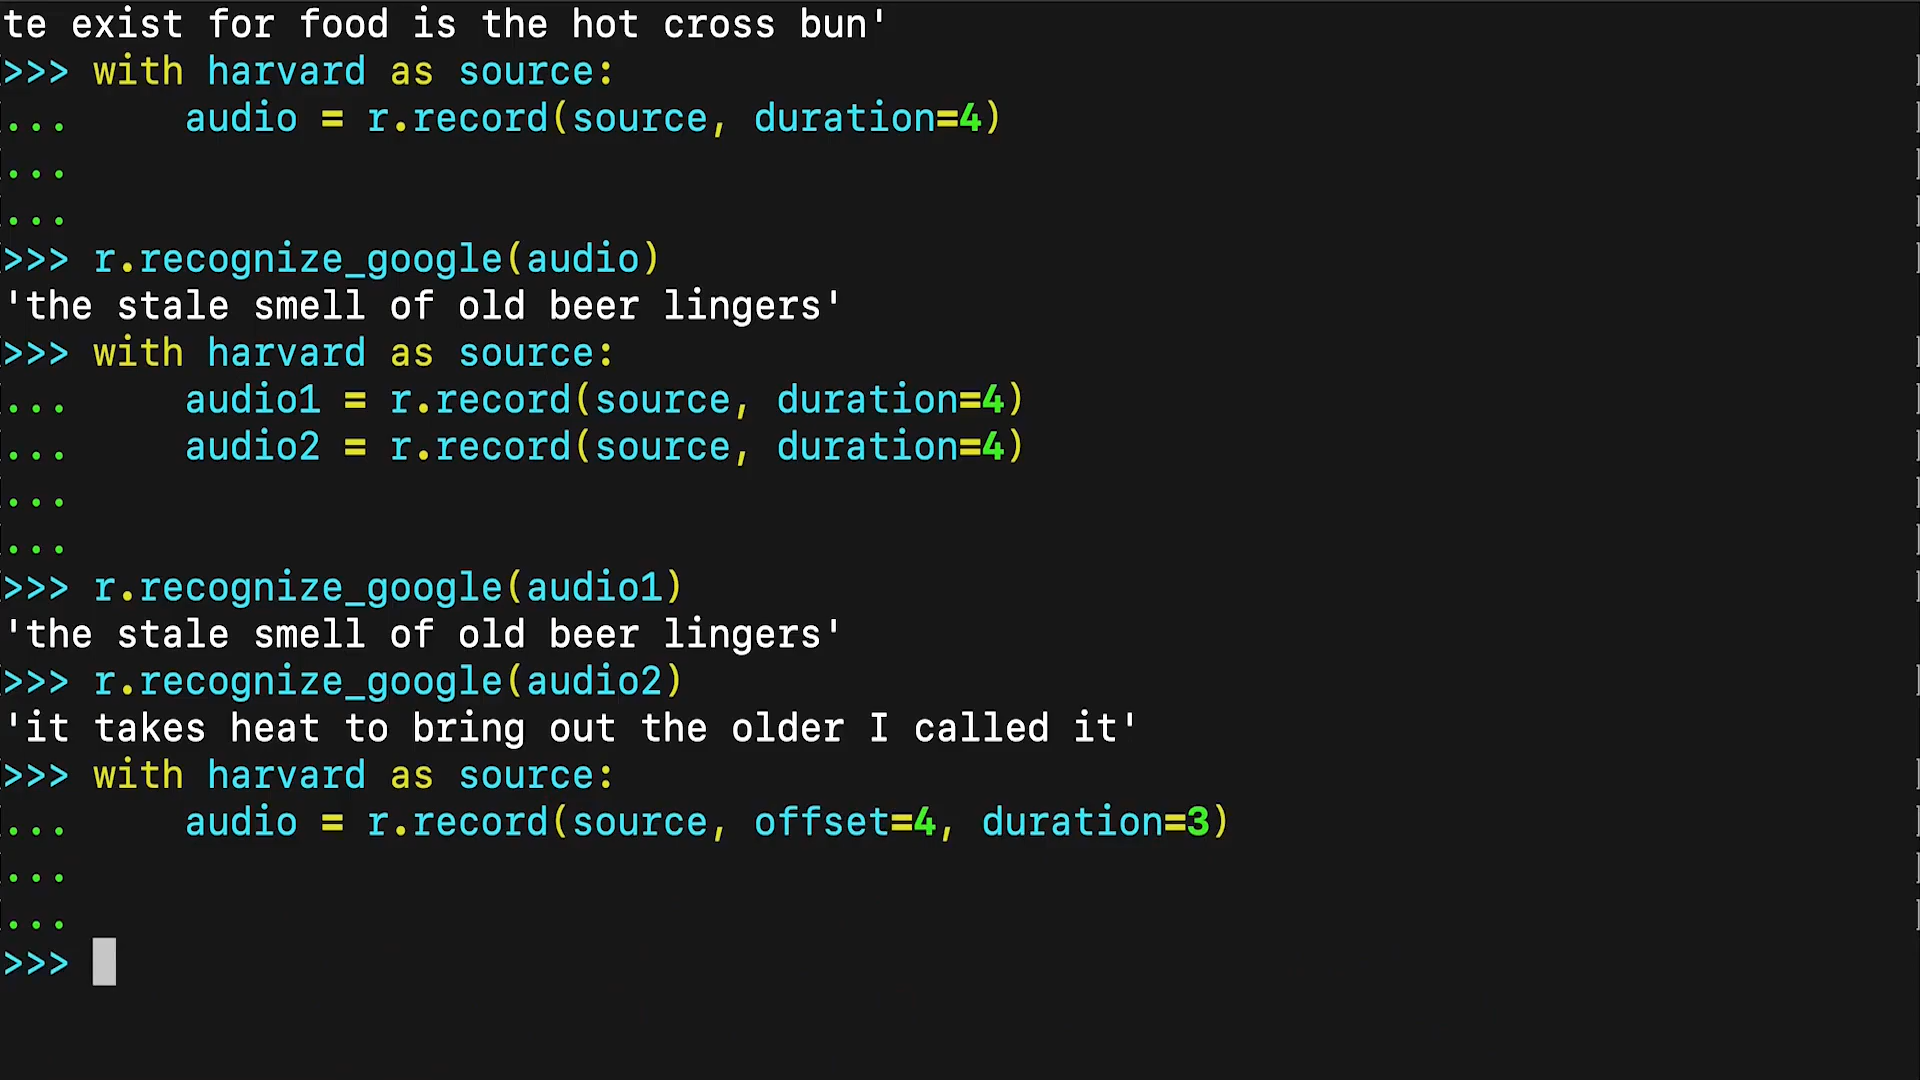 te exist for food is the hot cross bun'
>>> with harvard as source:
...     audio = r.record(source, duration=4)
...
...
>>> r.recognize_google(audio)
'the stale smell of old beer lingers'
>>> with harvard as source:
...     audio1 = r.record(source, duration=4)
...     audio2 = r.record(source, duration=4)
...
...
>>> r.recognize_google(audio1)
'the stale smell of old beer lingers'
>>> r.recognize_google(audio2)
'it takes heat to bring out the older I called it'
>>> with harvard as source:
...     audio = r.record(source, offset=4, duration=3)
...
...
>>>